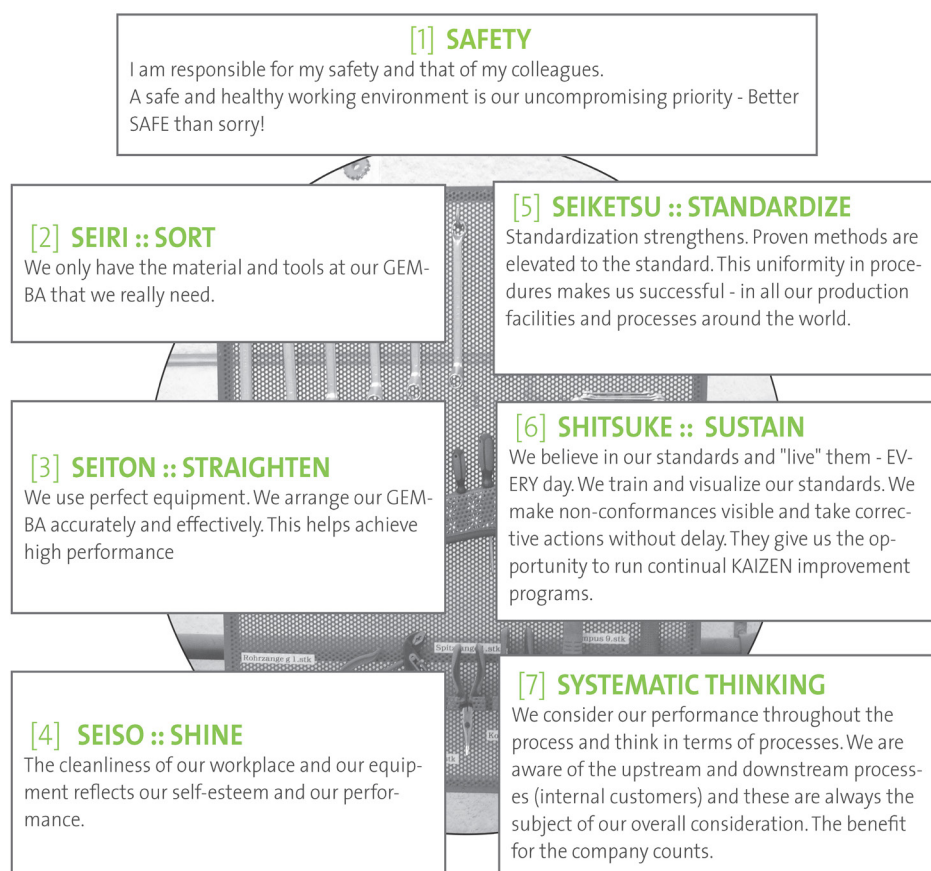 [1] SAFETY
I am responsible for my safety and that of my colleagues.
A safe and healthy working environment is our uncompromising priority - Better
SAFE than sorry!
[2] SEIRI :: SORT
We only have the material and tools at our GEM-
BA that we really need.
[3] SEITON :: STRAIGHTEN
We use perfect equipment. We arrange our GEM-
BA accurately and effectively. This helps achieve
high performance
[4] SEISO :: SHINE
The cleanliness of our workplace and our equip-
ment reflects our self-esteem and our perfor-
mance.
[5] SEIKETSU :: STANDARDIZE
Standardization strengthens. Proven methods are
elevated to the standard. This uniformity in proce-
dures makes us successful - in all our production
facilities and processes around the world.
[6] SHITSUKE :: SUSTAIN
We believe in our standards and "live" them - EV-
ERY day. We train and visualize our standards. We
make non-conformances visible and take correc-
tive actions without delay. They give us the op-
portunity to run continual KAIZEN improvement
programs.
[7] SYSTEMATIC THINKING
We consider our performance throughout the
process and think in terms of processes. We are
aware of the upstream and downstream process-
es (internal customers) and these are always the
subject of our overall consideration. The benefit
for the company counts.
Rohrzange g 1.stk